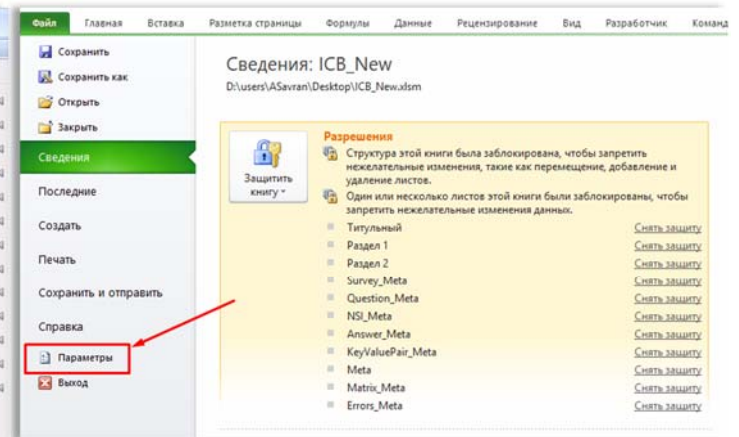 Файл Главная Вставка Разметка страницы Формулы Данные Рецензирование Вид Разработчик Команд
Сохранить
Сохранить как
Открыть
Закрыть
Сведения
Последние
Создать
Печать
Сохранить и отправить
Справка
Параметры
Выход
Сведения: ICB_New
D:\users\ASavran\Desktop\ICB_New.xlsm
Защитить
книгу
Разрешения
Структура этой книги была заблокирована, чтобы запретить
нежелательные изменения, такие как перемещение, добавление и
удаление листов.
Один или несколько листов этой книги были заблокированы, чтобы
запретить нежелательные изменения данных.
Титульный Снять защиту
Раздел 1 Снять защиту
Раздел 2 Снять защиту
Survey_Meta Снять защиту
Question_Meta Снять защиту
NSI_Meta Снять защиту
Answer_Meta Снять защиту
KeyValuePair_Meta Снять защиту
Meta Снять защиту
Matrix_Meta Снять защиту
Errors_Meta Снять защиту